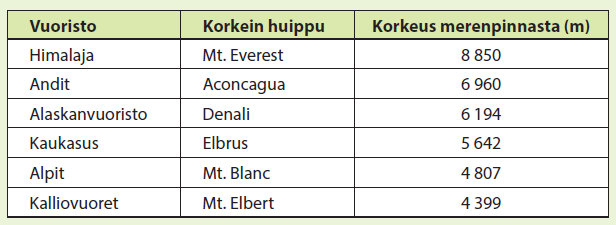 Vuoristo Korkein huippu Korkeus merenpinnasta (m)
Himalaja Mt. Everest 8 850
Andit Aconcagua 6 960
Alaskanvuoristo Denali 6 194
Kaukasus Elbrus 5 642
Alpit Mt. Blanc 4 807
Kalliovuoret Mt. Elbert 4 399